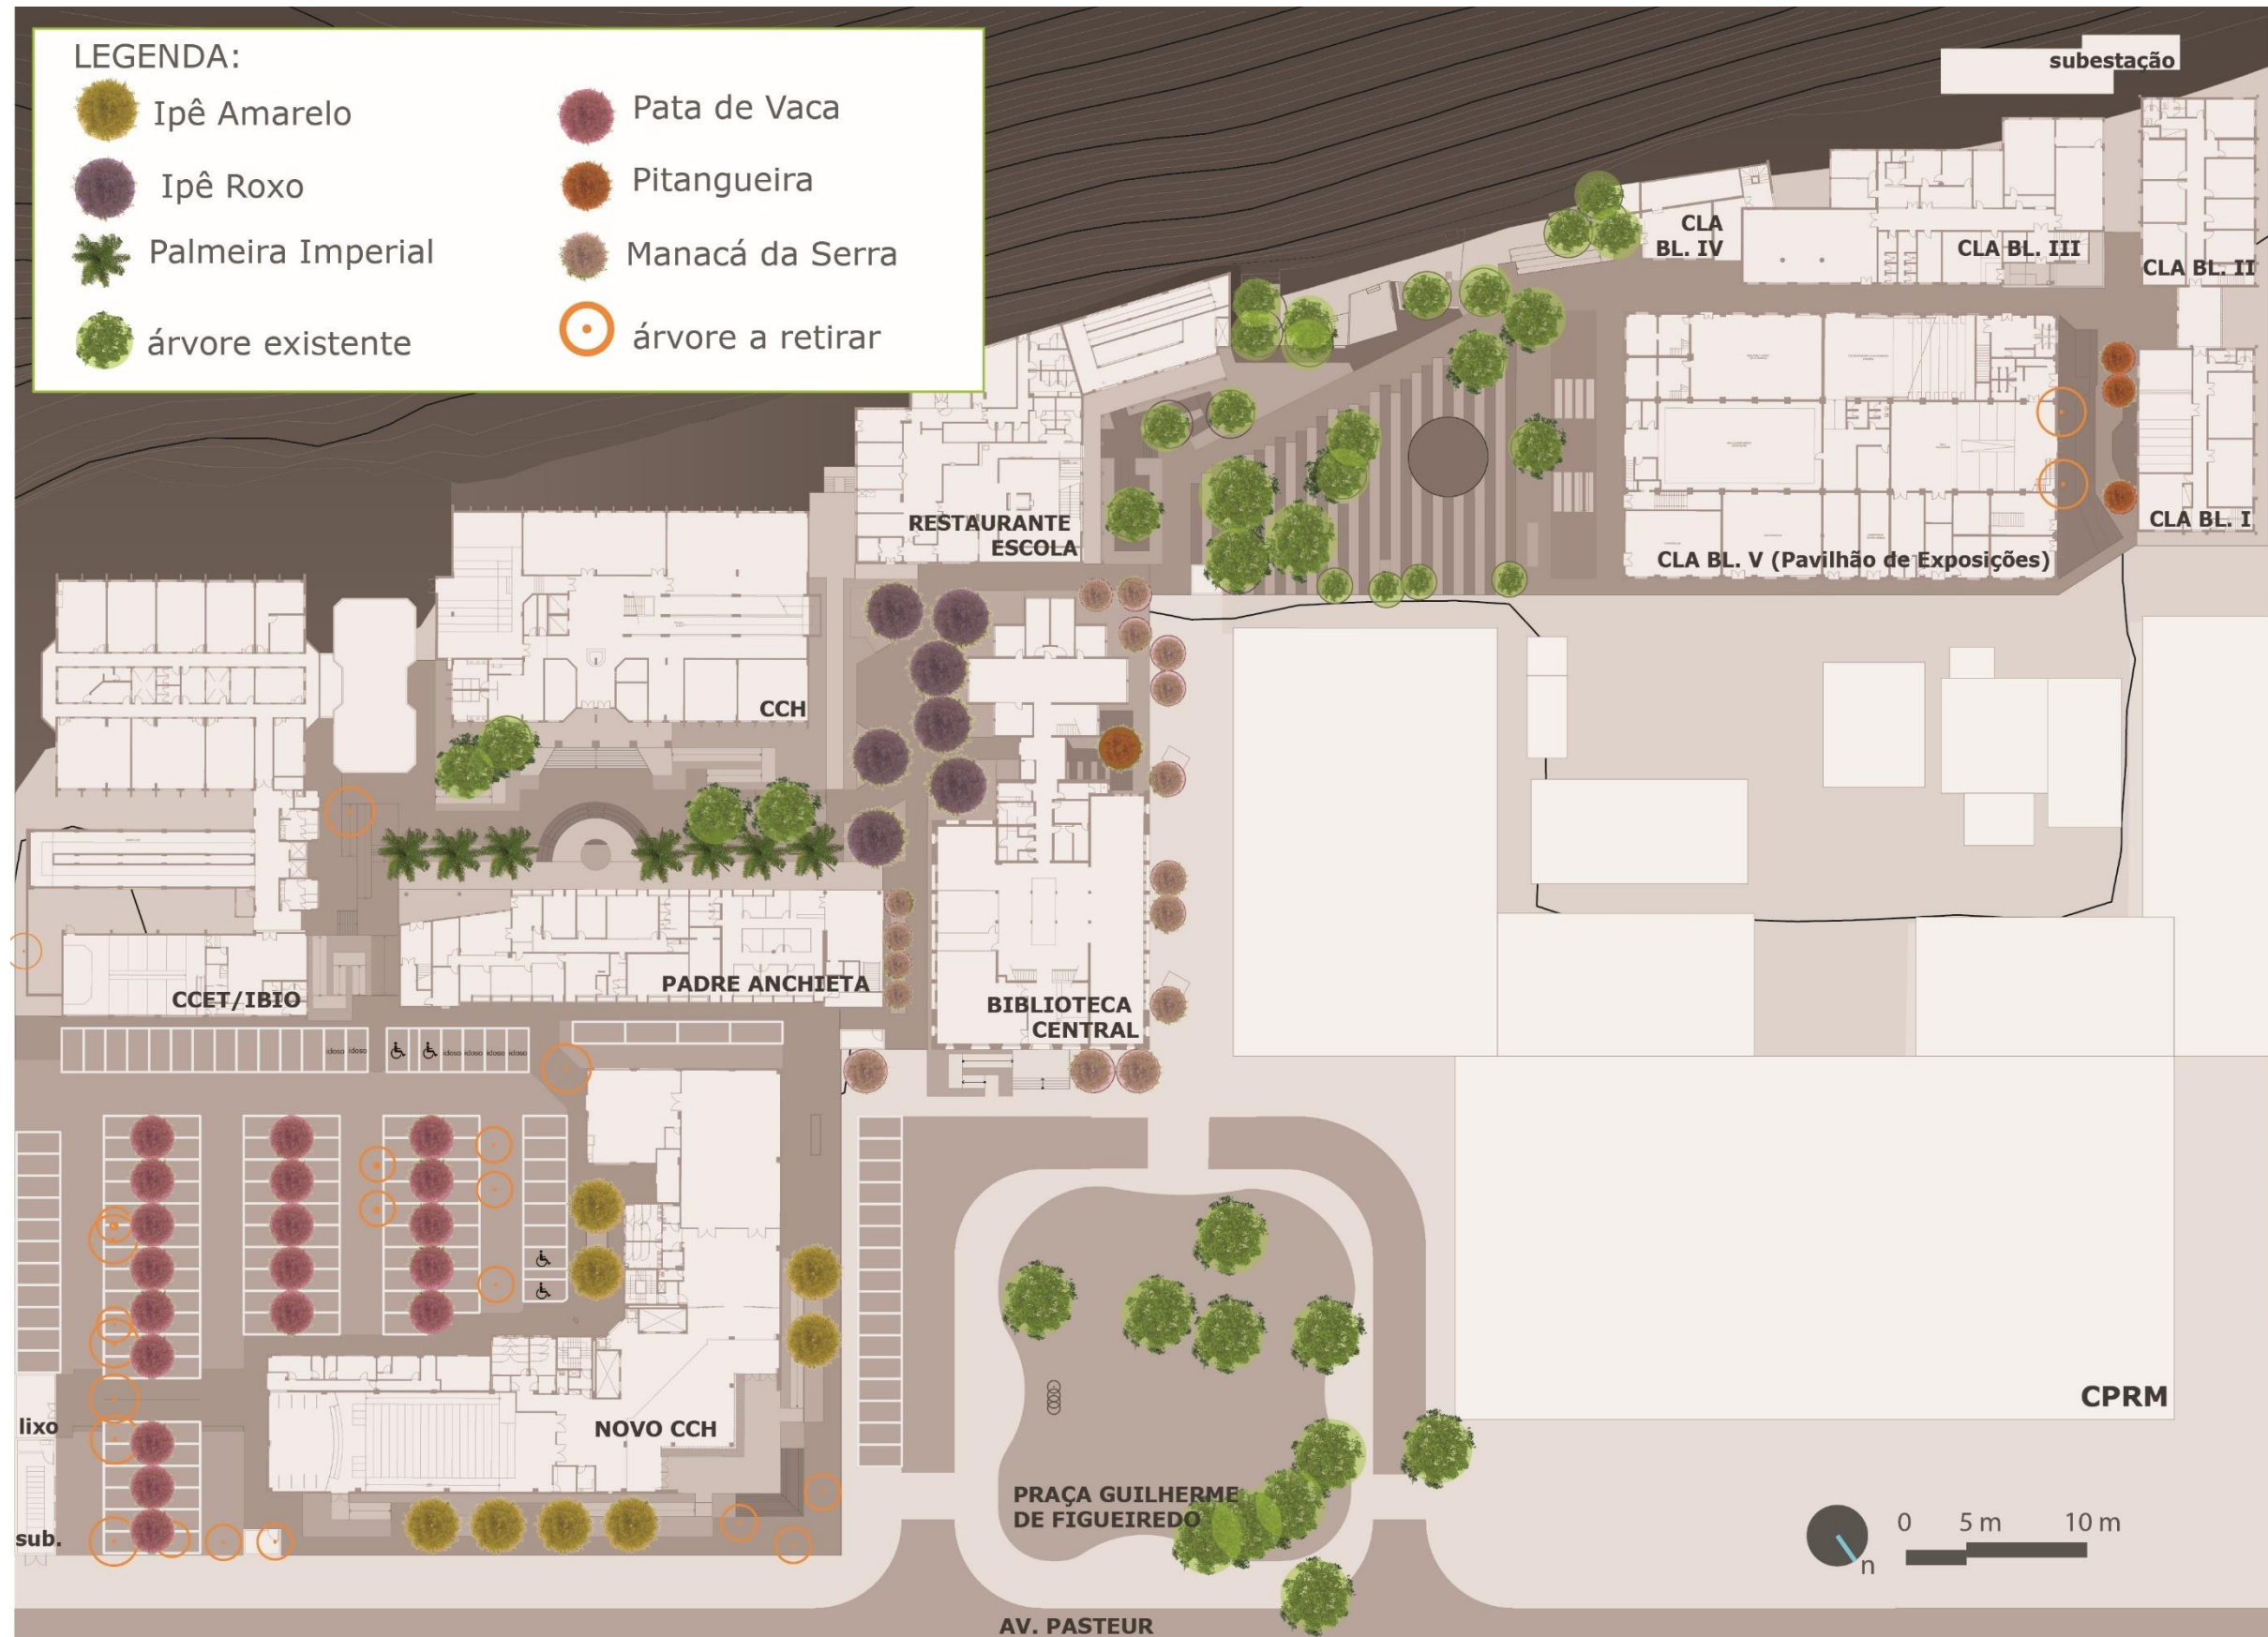 LEGENDA:
Ipê Amarelo
Ipê Roxo
Palmeira Imperial
árvore existente
Pata de Vaca
Pitangueira
Manacá da Serra
árvore a retirar
subestação
CLA
BL. IV
CLA BL. III
CLA BL. II
CLA BL. I
CLA BL. V (Pavilhão de Exposições)
RESTAURANTE
ESCOLA
CCH
CCET/IBIO
PADRE ANCHIETA
BIBLIOTECA
CENTRAL
idoso idoso
idoso idoso idoso idoso
NOVO CCH
lixo
sub.
PRAÇA GUILHERME
DE FIGUEIREDO
CPRM
n
0 5 m 10 m
AV. PASTEUR